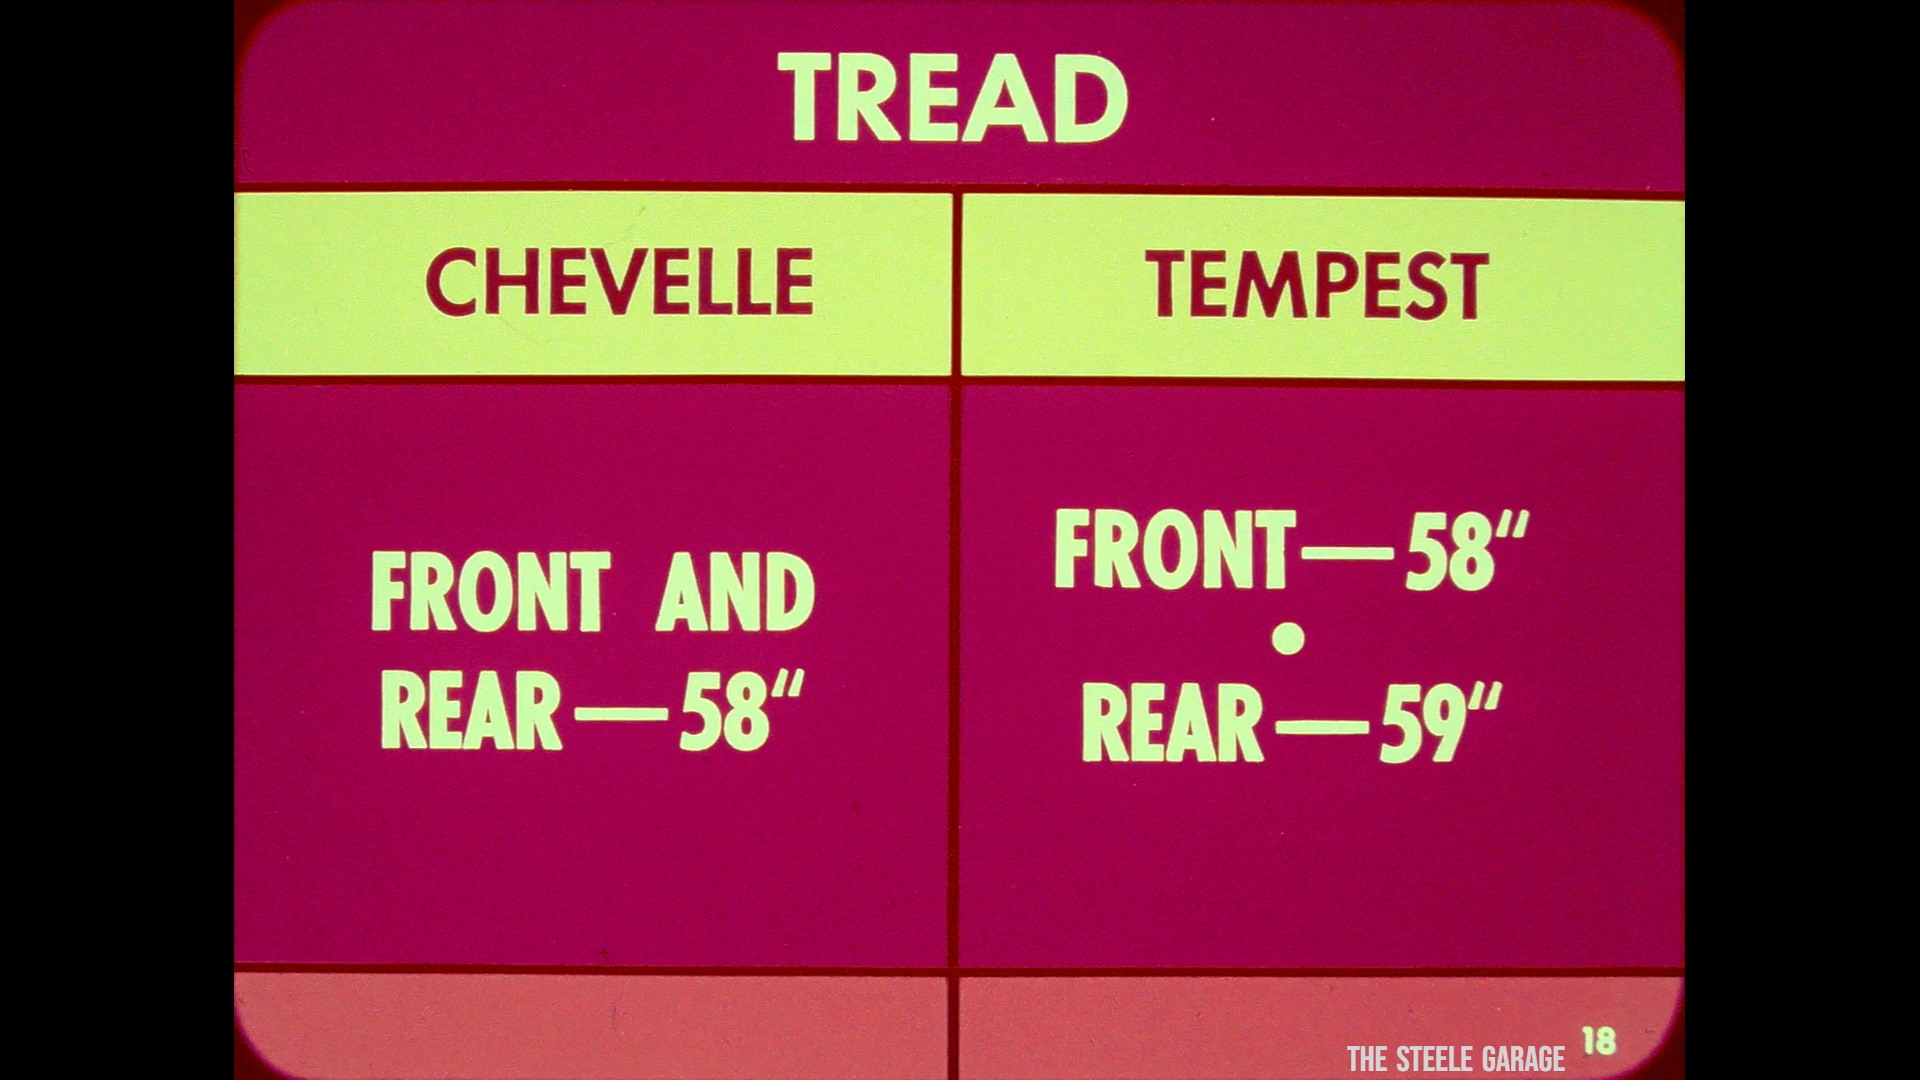 TREAD
CHEVELLE
TEMPEST
FRONT AND
REAR—58“
FRONT—58“
•
REAR—59“
18
THE STEELE GARAGE